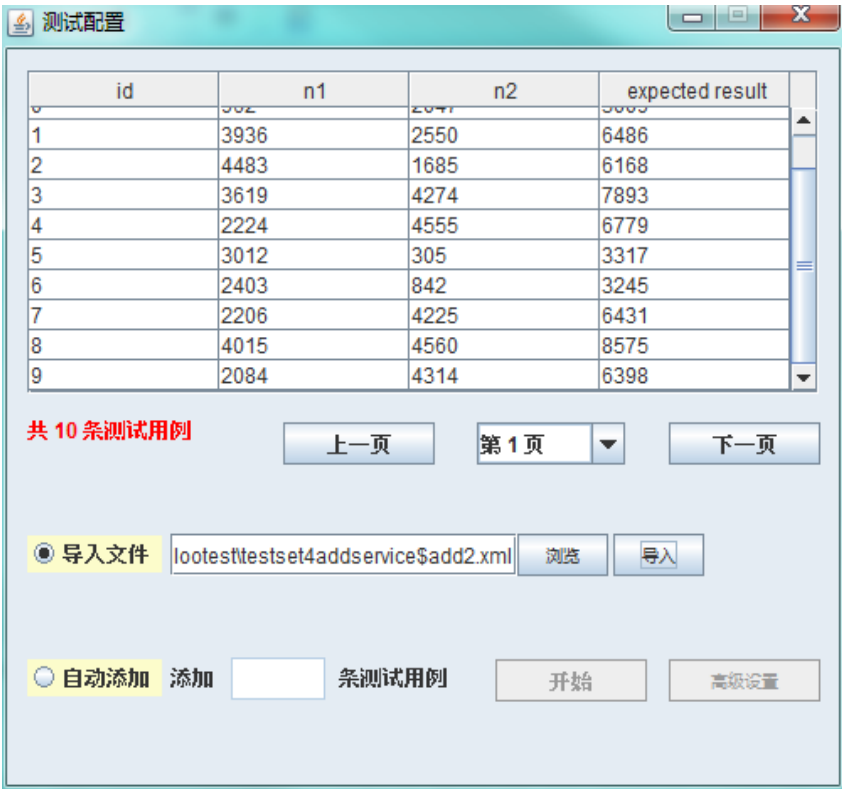 测试配置
id n1 n2 expected result
1 3936 2550 6486
2 4483 1685 6168
3 3619 4274 7893
4 2224 4555 6779
5 3012 305 3317
6 2403 842 3245
7 2206 4225 6431
8 4015 4560 8575
9 2084 4314 6398
共 10 条测试用例 上一页 第 1 页 下一页
导入文件 lootest\testset4addservice$add2.xml 浏览 导入
自动添加 添加 条测试用例 开始 高级设置